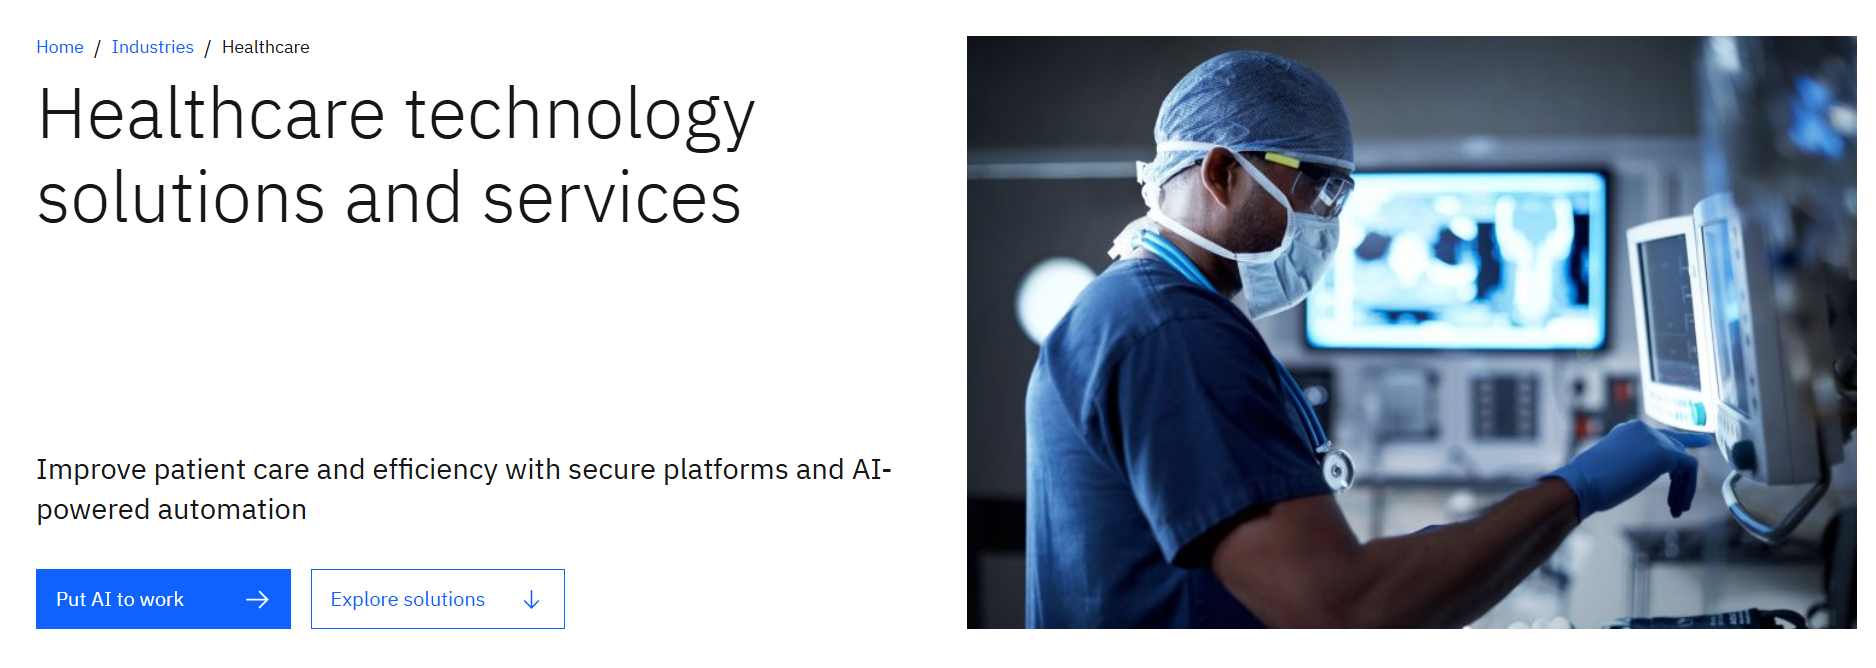 Home / Industries / Healthcare
Healthcare technology
solutions and services
Improve patient care and efficiency with secure platforms and AI-
powered automation
Put AI to work
Explore solutions